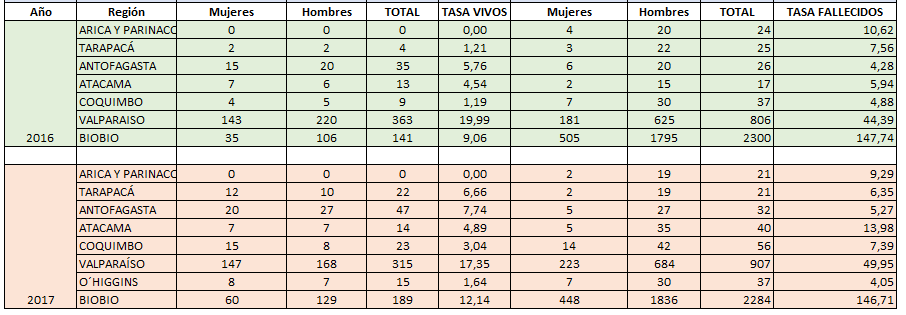 Año Región Mujeres Hombres TOTAL TASA VIVOS Mujeres Hombres TOTAL TASA FALLECIDOS
ARICA Y PARINACO 0 0 0 0,00 4 20 24 10,62
TARAPACÁ 2 2 4 1,21 3 22 25 7,56
ANTOFAGASTA 15 20 35 5,76 6 20 26 4,28
ATACAMA 7 6 13 4,54 2 15 17 5,94
COQUIMBO 4 5 9 1,19 7 30 37 4,88
VALPARAISO 143 220 363 19,99 181 625 806 44,39
2016 BIOBIO 35 106 141 9,06 505 1795 2300 147,74
ARICA Y PARINACO 0 0 0 0,00 2 19 21 9,29
TARAPACÁ 12 10 22 6,66 2 19 21 6,35
ANTOFAGASTA 20 27 47 7,74 5 27 32 5,27
ATACAMA 7 7 14 4,89 5 35 40 13,98
COQUIMBO 15 8 23 3,04 14 42 56 7,39
VALPARAÍSO 147 168 315 17,35 223 684 907 49,95
O´HIGGINS 8 7 15 1,64 7 30 37 4,05
2017 BIOBIO 60 129 189 12,14 448 1836 2284 146,71